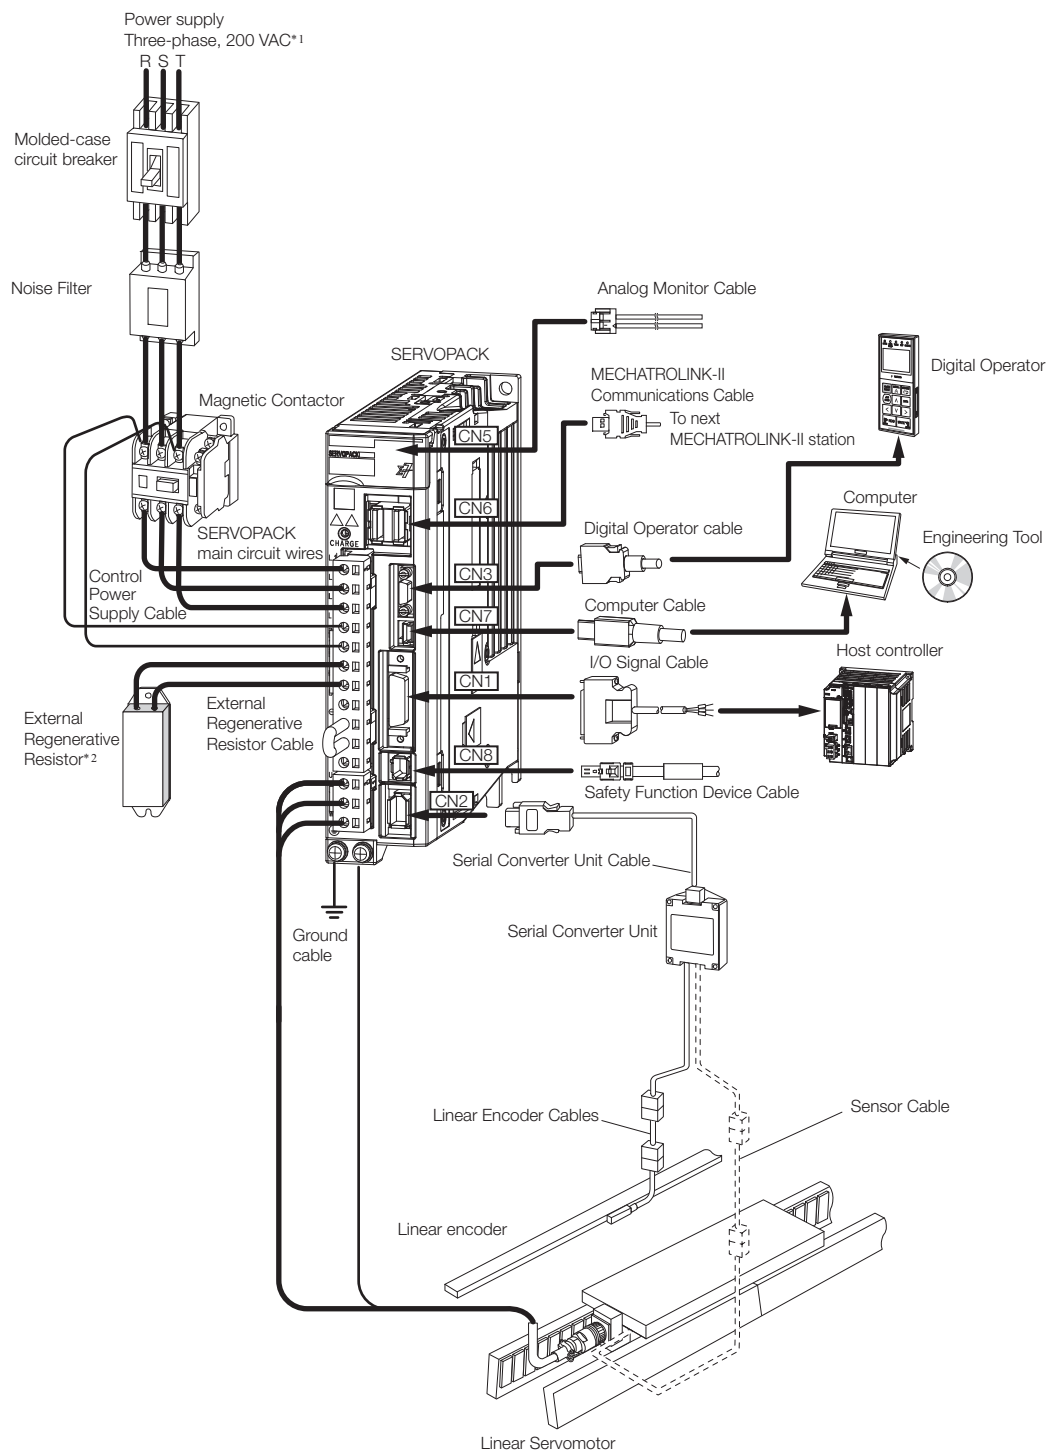 Power supply
Three-phase, 200 VAC*1
R S T
Molded-case
circuit breaker
Noise Filter
Analog Monitor Cable
SERVOPACK
Digital Operator
MECHATROLINK-II
Communications Cable
To next
MECHATROLINK-II station
Magnetic Contactor
CN5
SERVOPACK
CN6
Computer
SERVOPACK
main circuit wires
CHARGE
Digital Operator cable
Engineering Tool
Control
Power
Supply Cable
CN3
CN7
Computer Cable
I/O Signal Cable
Host controller
CN1
External
Regenerative
Resistor*2
External
Regenerative
Resistor Cable
CN8
Safety Function Device Cable
CN2
Serial Converter Unit Cable
Serial Converter Unit
Ground
cable
Linear Encoder Cables
Sensor Cable
Linear encoder
Linear Servomotor